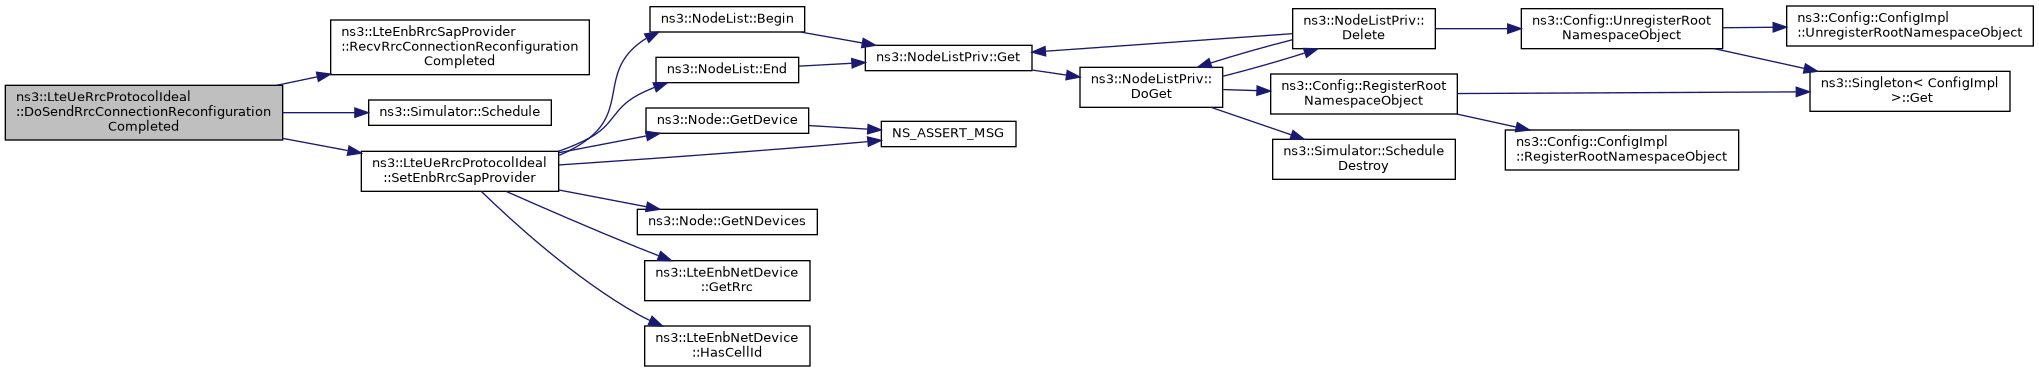 ns3::LteUeRrcProtocolIdeal
::DoSendRrcConnectionReconfiguration
Completed
ns3::LteEnbRrcSapProvider
::RecvRrcConnectionReconfiguration
Completed
ns3::Simulator::Schedule
ns3::LteUeRrcProtocolIdeal
::SetEnbRrcSapProvider
ns3::NodeList::Begin
ns3::NodeList::End
ns3::Node::GetDevice
ns3::Node::GetNDevices
ns3::LteEnbNetDevice
::GetRrc
ns3::LteEnbNetDevice
::HasCellId
ns3::NodeListPriv::Get
NS_ASSERT_MSG
ns3::NodeListPriv::
DoGet
ns3::NodeListPriv::
Delete
ns3::Config::RegisterRoot
NamespaceObject
ns3::Simulator::Schedule
Destroy
ns3::Config::UnregisterRoot
NamespaceObject
ns3::Config::ConfigImpl
::RegisterRootNamespaceObject
ns3::Config::ConfigImpl
::UnregisterRootNamespaceObject
ns3::Singleton< ConfigImpl
>::Get